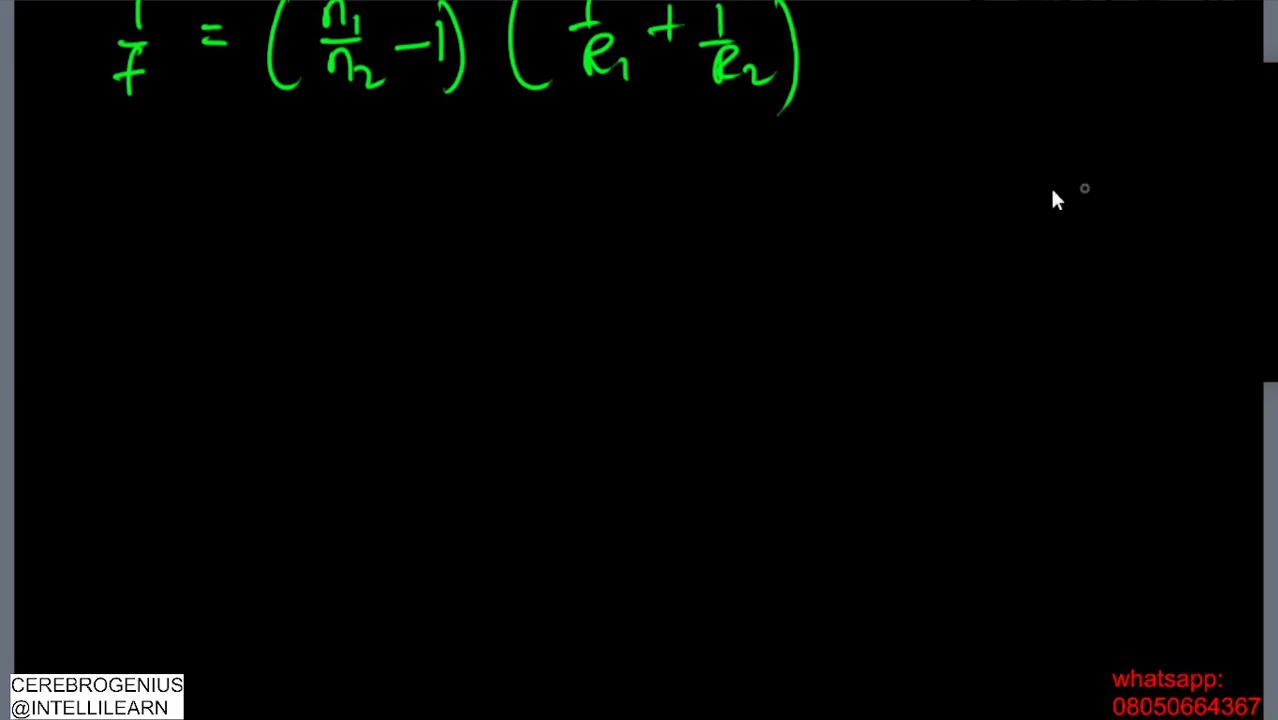 1/f = (n1/n2 - 1) (1/R1 + 1/R2)
CEREBROGENIUS
@INTELLILEARN
whatsapp:
08050664367